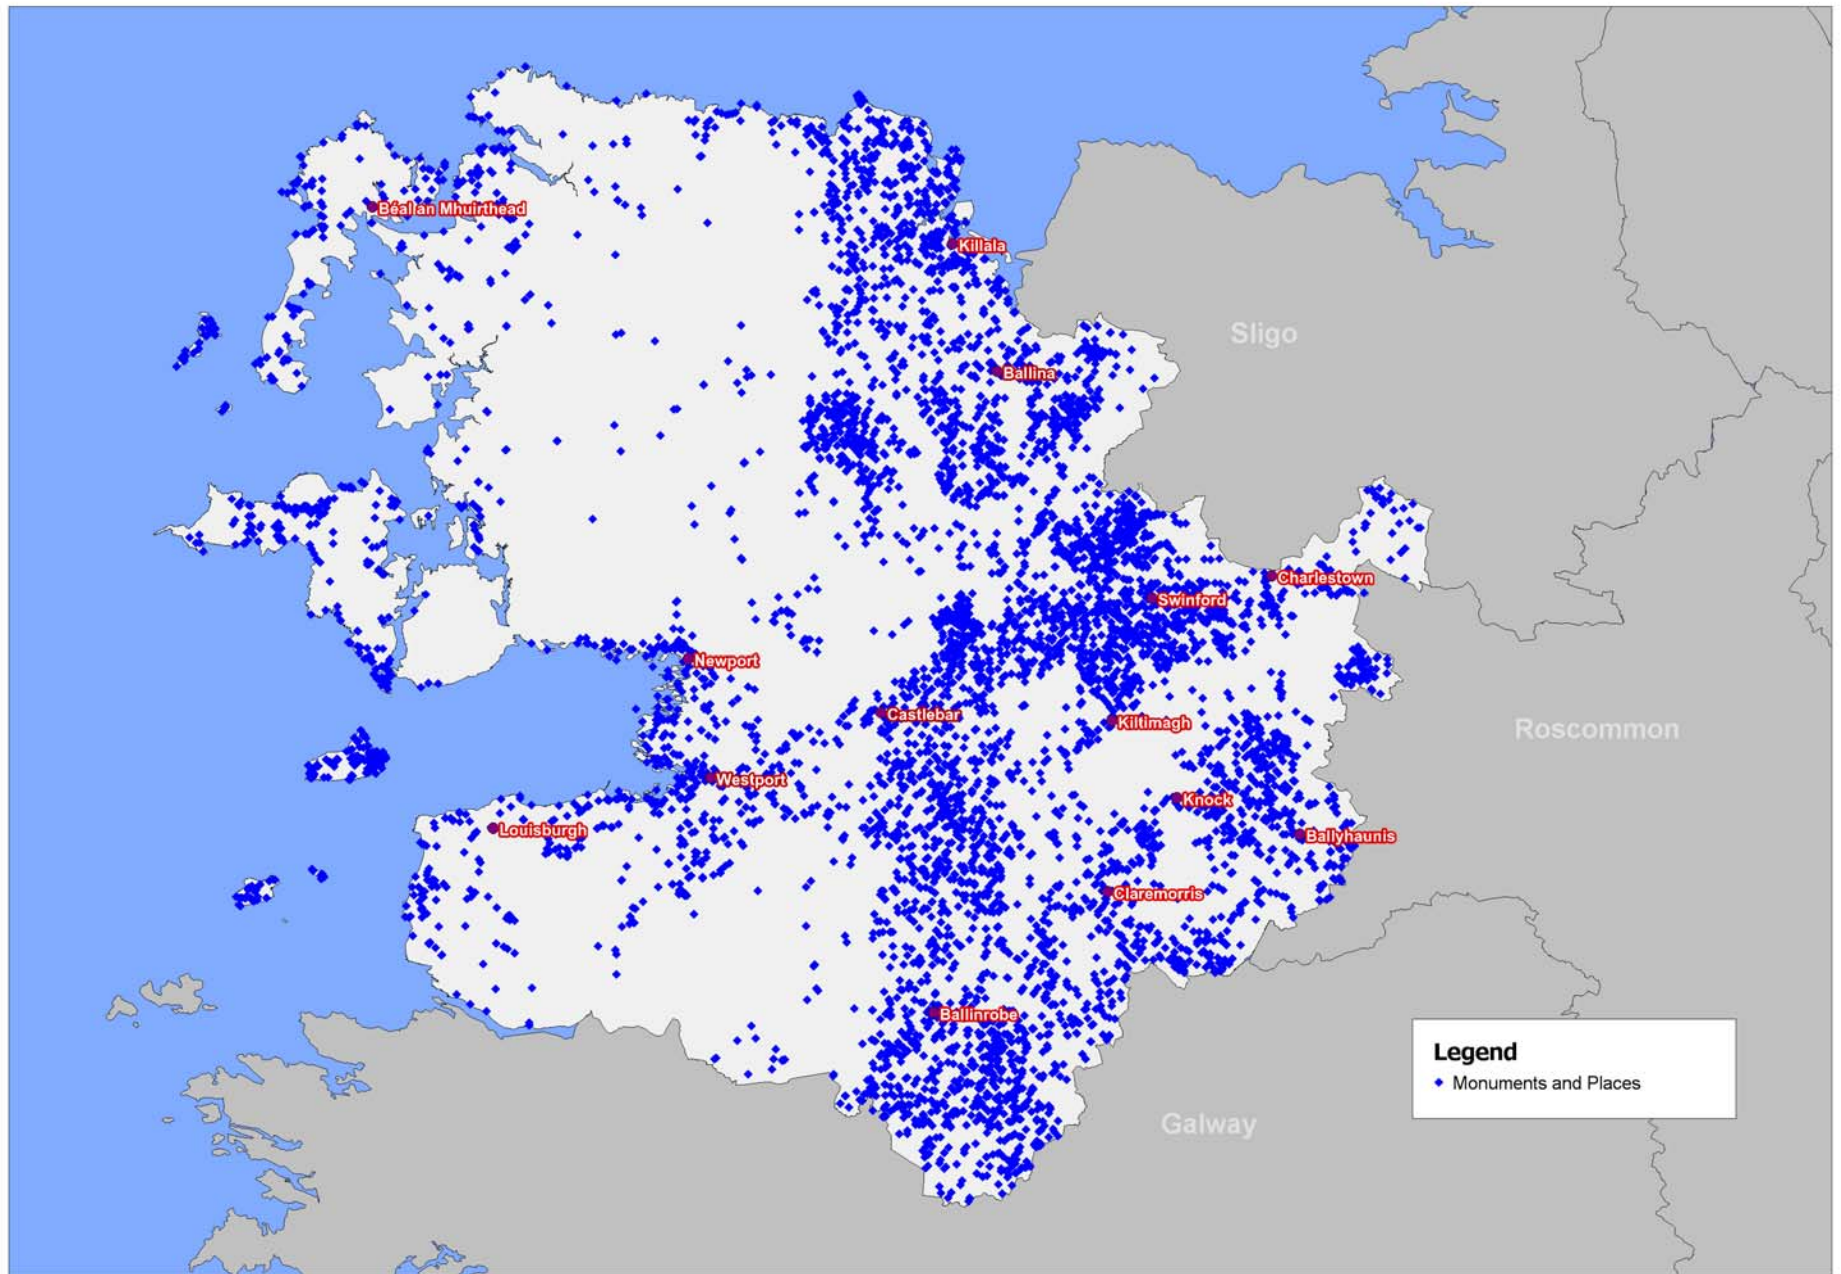 Béal an Mhuirthead
Killala
Sligo
Ballina
Charlestown
Swinford
Newport
Castlebar
Kiltimagh
Roscommon
Westport
Knock
Louisburgh
Ballyhaunis
Claremorris
Ballinrobe
Galway
Legend
Monuments and Places